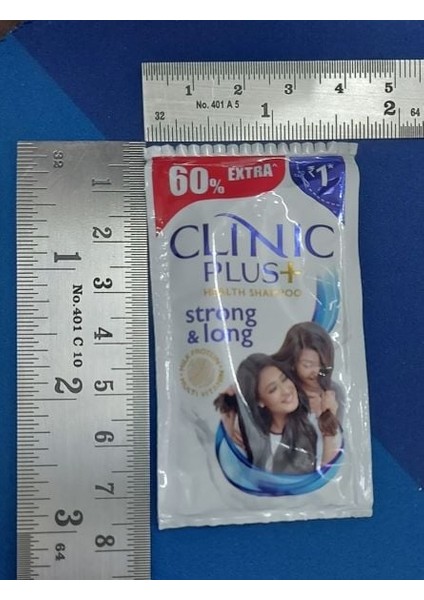 1 2 3 4 5
No. 401 A 5
32 1 2 64
60% EXTRA^
₹1*
CLINIC
PLUS+
HEALTH SHAMPOO
strong
& long
32
1 2 3 4 5 6 7 8
No.401 C 10
1 2 3
64